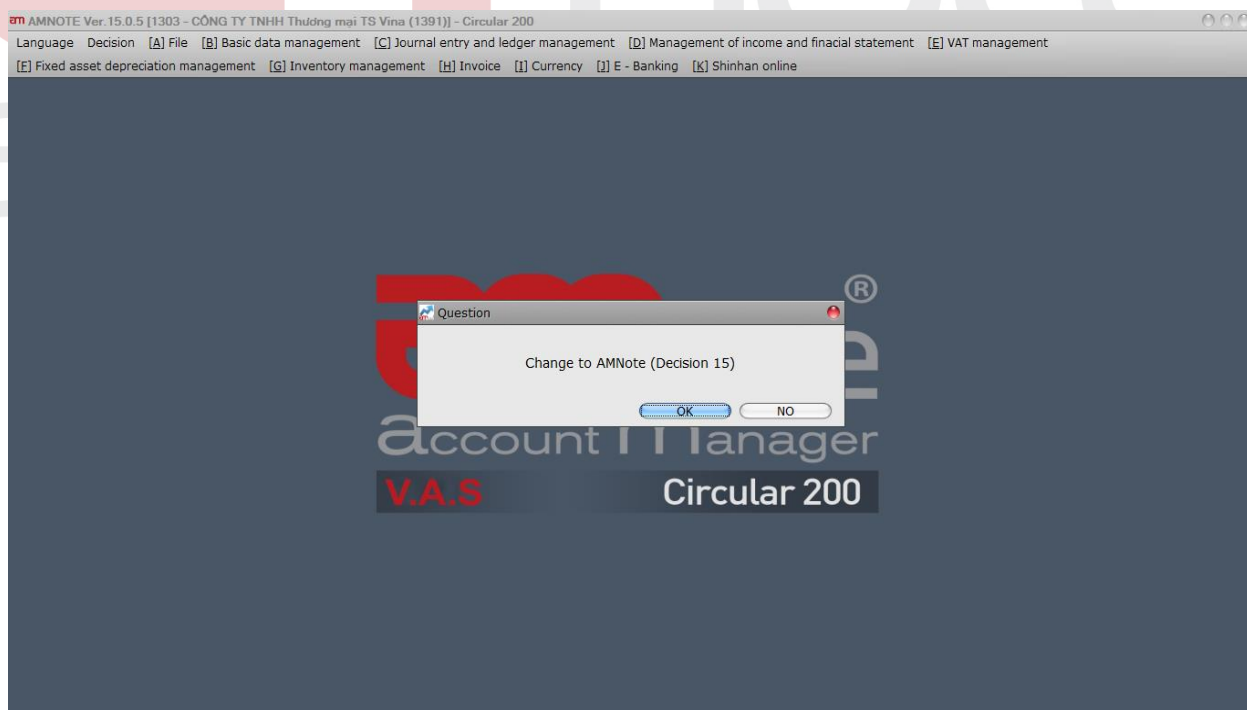 am AMNOTE Ver.15.0.5 [1303 - CÔNG TY TNHH Thương mại TS Vina (1391)] - Circular 200
Language Decision [A] File [B] Basic data management [C] Journal entry and ledger management [D] Management of income and finacial statement [E] VAT management
[F] Fixed asset depreciation management [G] Inventory management [H] Invoice [I] Currency [J] E - Banking [K] Shinhan online
®
Question
Change to AMNote (Decision 15)
OK NO
account manager
V.A.S Circular 200